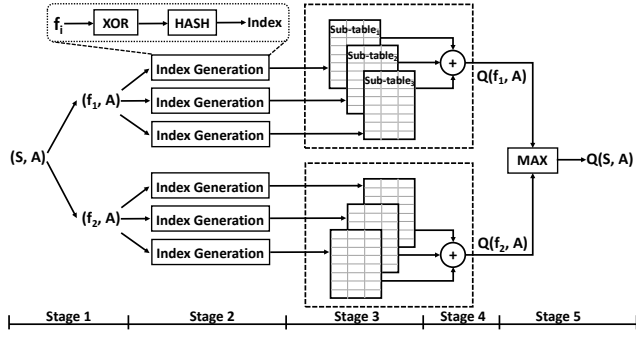 fi XOR HASH Index
Index Generation
Index Generation
Index Generation
Sub-table1
Sub-table2
Sub-table3
+
Q(f1, A)
(f1, A)
(S, A)
MAX
Q(S, A)
(f2, A)
Index Generation
Index Generation
Index Generation
+
Q(f2, A)
Stage 1 Stage 2 Stage 3 Stage 4 Stage 5